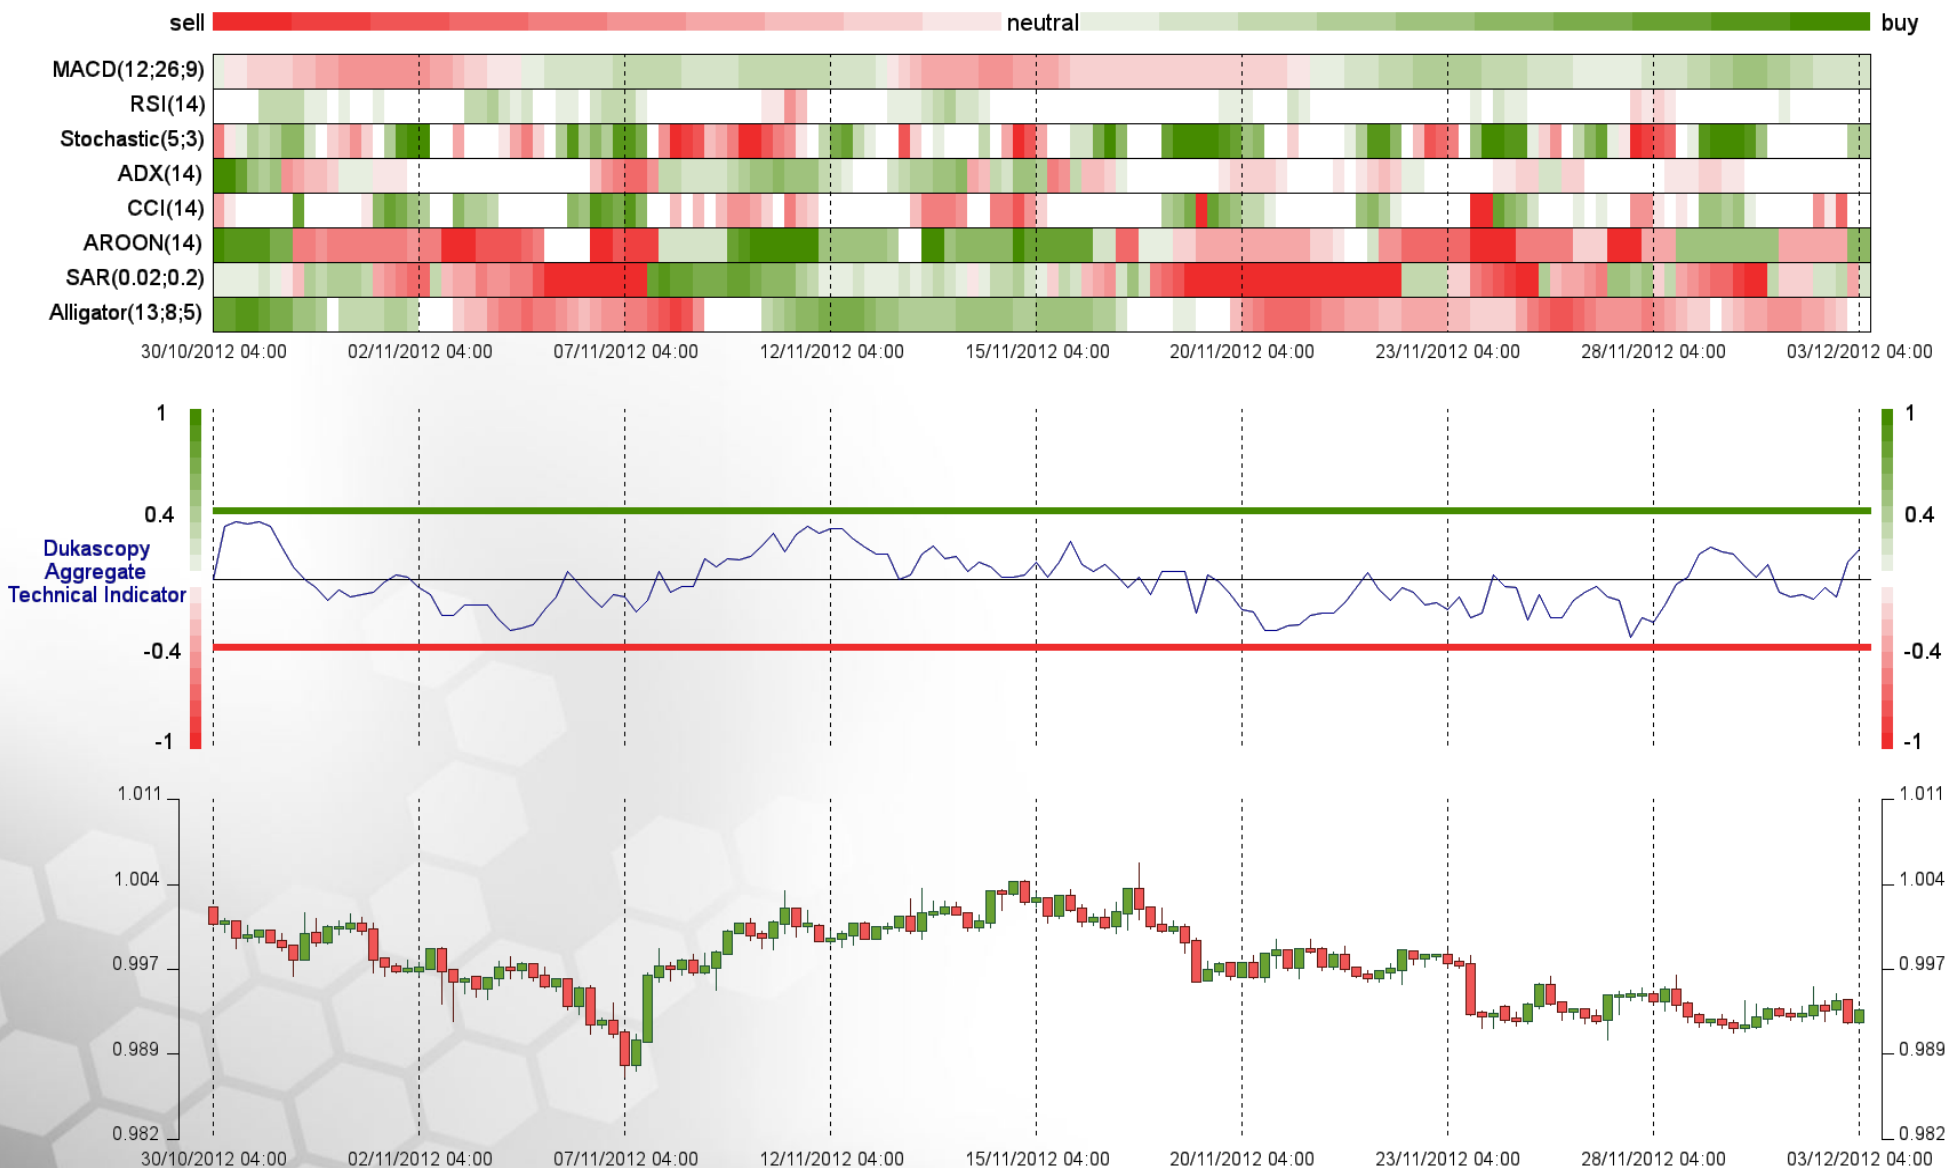 sell neutral buy
MACD(12;26;9)
RSI(14)
Stochastic(5;3)
ADX(14)
CCI(14)
AROON(14)
SAR(0.02;0.2)
Alligator(13;8;5)
30/10/2012 04:00 02/11/2012 04:00 07/11/2012 04:00 12/11/2012 04:00 15/11/2012 04:00 20/11/2012 04:00 23/11/2012 04:00 28/11/2012 04:00 03/12/2012 04:00
1 1
0.4 0.4
Dukascopy
Aggregate
Technical Indicator
-0.4 -0.4
-1 -1
1.011 1.011
1.004 1.004
0.997 0.997
0.989 0.989
0.982 0.982
30/10/2012 04:00 02/11/2012 04:00 07/11/2012 04:00 12/11/2012 04:00 15/11/2012 04:00 20/11/2012 04:00 23/11/2012 04:00 28/11/2012 04:00 03/12/2012 04:00